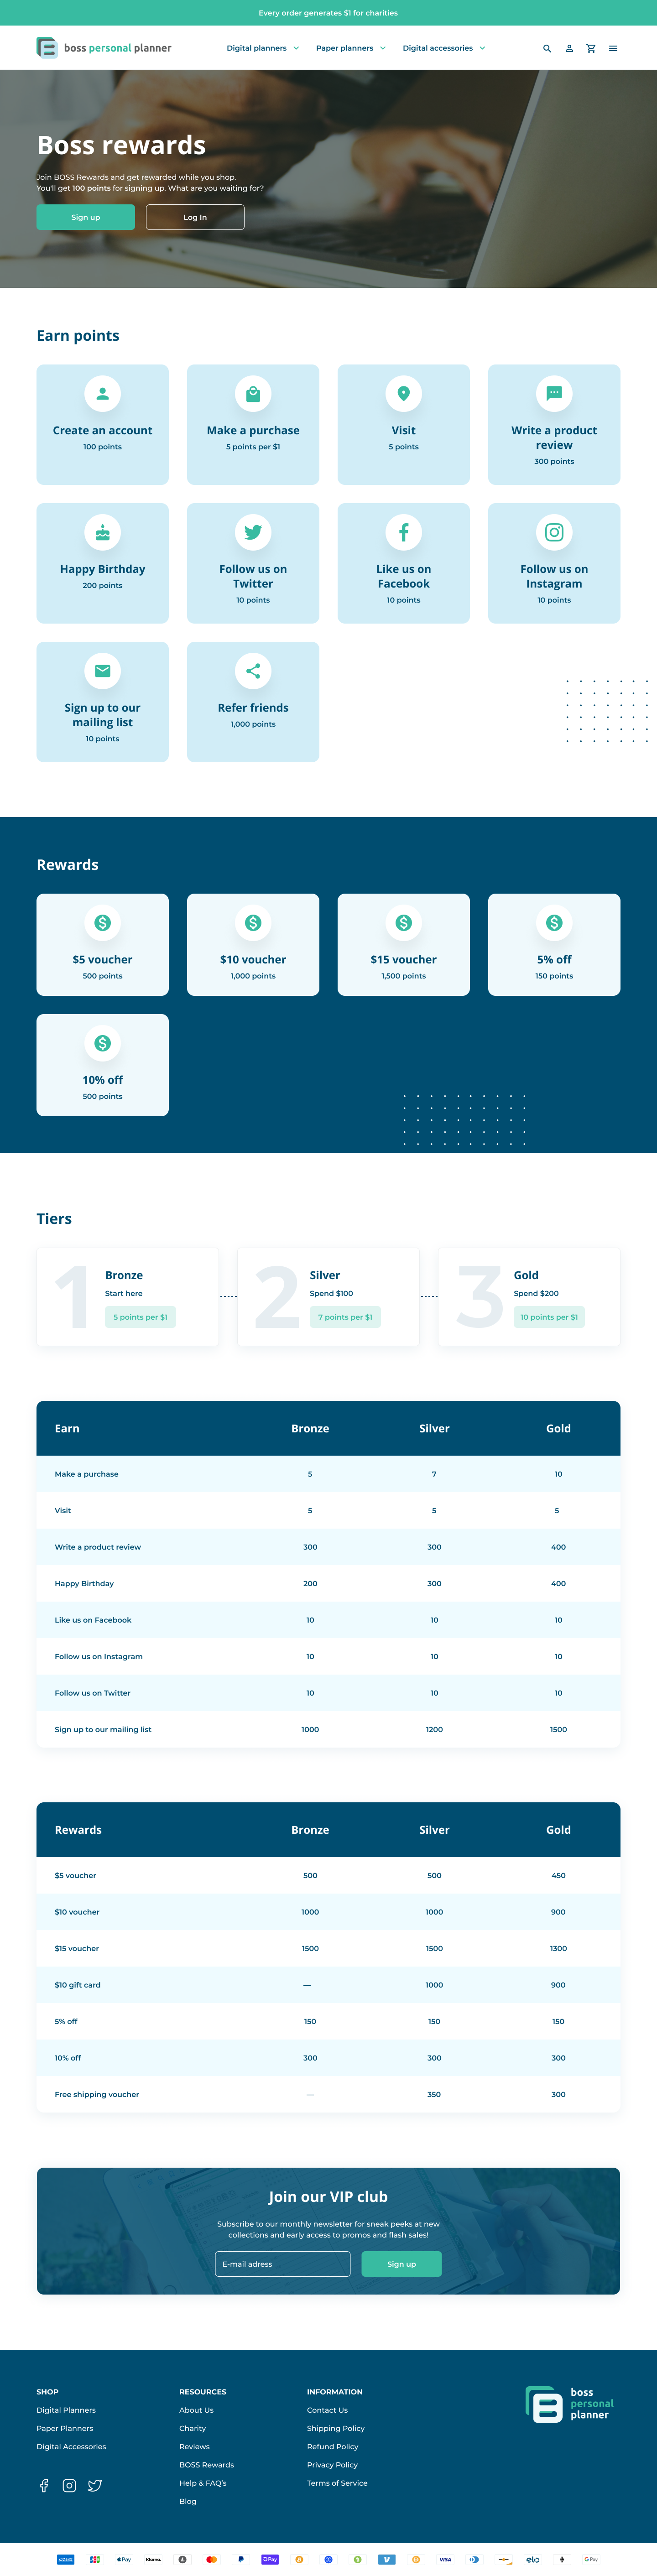 Every order generates $1 for charities
boss personal planner
Digital planners
Paper planners
Digital accessories
Boss rewards
Join BOSS Rewards and get rewarded while you shop.
You'll get 100 points for signing up. What are you waiting for?
Sign up
Log In
Earn points
Create an account
100 points
Make a purchase
5 points per $1
Visit
5 points
Write a product
review
300 points
Happy Birthday
200 points
Follow us on
Twitter
10 points
Like us on
Facebook
10 points
Follow us on
Instagram
10 points
Sign up to our
mailing list
10 points
Refer friends
1,000 points
Rewards
$5 voucher
500 points
$10 voucher
1,000 points
$15 voucher
1,500 points
5% off
150 points
10% off
500 points
Tiers
1
Bronze
Start here
5 points per $1
2
Silver
Spend $100
7 points per $1
3
Gold
Spend $200
10 points per $1
Earn Bronze Silver Gold
Make a purchase 5 7 10
Visit 5 5 5
Write a product review 300 300 400
Happy Birthday 200 300 400
Like us on Facebook 10 10 10
Follow us on Instagram 10 10 10
Follow us on Twitter 10 10 10
Sign up to our mailing list 1000 1200 1500
Rewards Bronze Silver Gold
$5 voucher 500 500 450
$10 voucher 1000 1000 900
$15 voucher 1500 1500 1300
$10 gift card — 1000 900
5% off 150 150 150
10% off 300 300 300
Free shipping voucher — 350 300
Join our VIP club
Subscribe to our monthly newsletter for sneak peeks at new
collections and early access to promos and flash sales!
E-mail adress
Sign up
SHOP
Digital Planners
Paper Planners
Digital Accessories
RESOURCES
About Us
Charity
Reviews
BOSS Rewards
Help & FAQ's
Blog
INFORMATION
Contact Us
Shipping Policy
Refund Policy
Privacy Policy
Terms of Service
boss
personal
planner
JCB
Pay
Klarna.
Pay
VISA
elo
G Pay